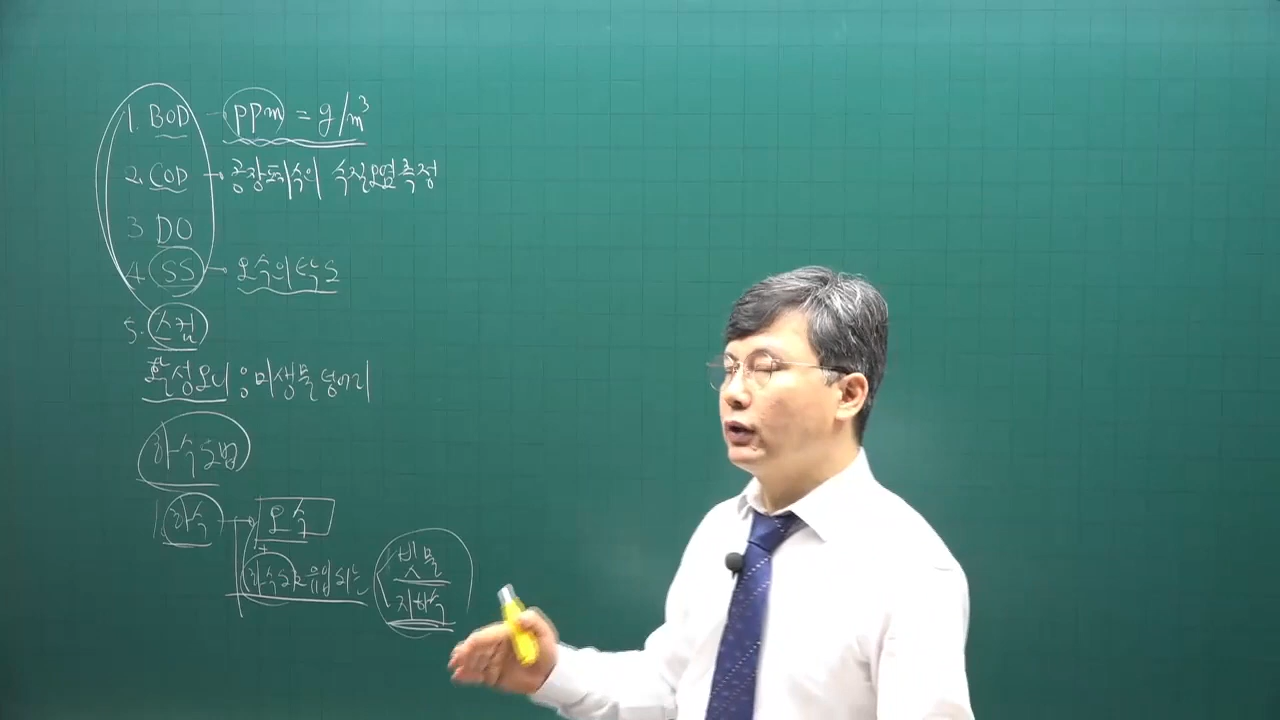 1. BOD - ppm = g/m³
2. COD → 공장폐수의 수질오염측정
3 DO
4. SS → 오수의 탁도
5. 스컴
활성오니 : 미생물 덩어리
하수도법
1. 하수 → 오수
+
하수도로 유입되는 빗물
지하수